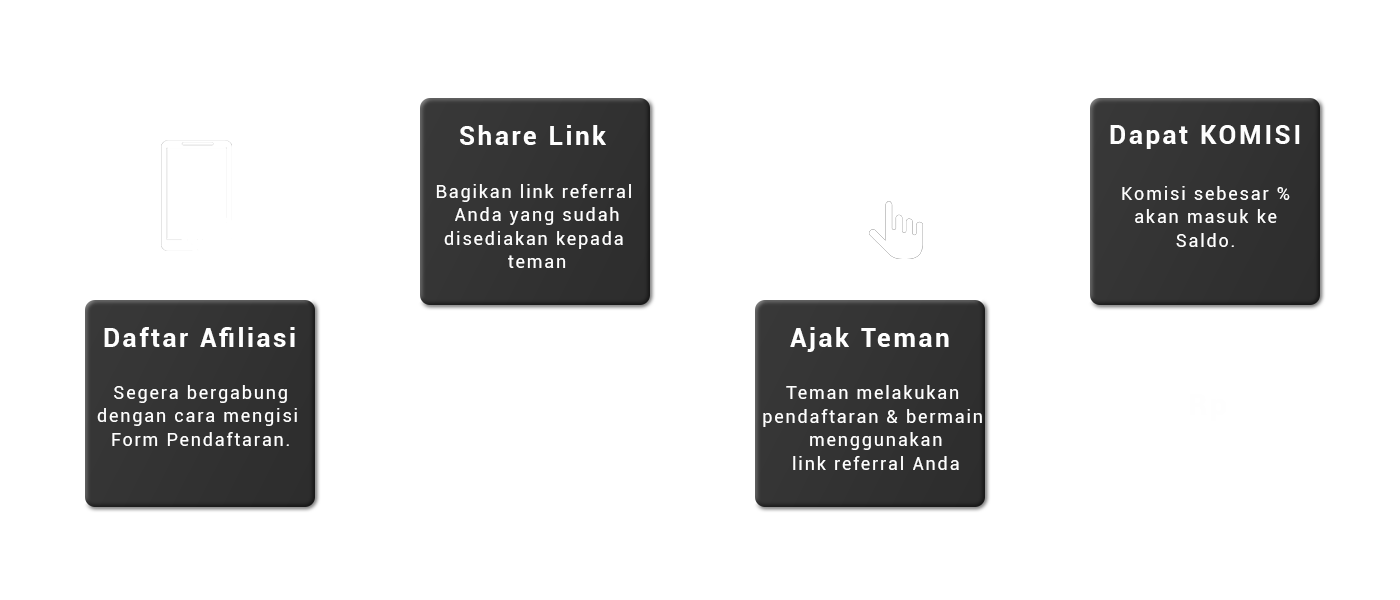 Daftar Afiliasi
Segera bergabung
dengan cara mengisi
Form Pendaftaran.
Share Link
Bagikan link referral
Anda yang sudah
disediakan kepada
teman
Ajak Teman
Teman melakukan
pendaftaran & bermain
menggunakan
link referral Anda
Dapat KOMISI
Komisi sebesar %
akan masuk ke
Saldo.